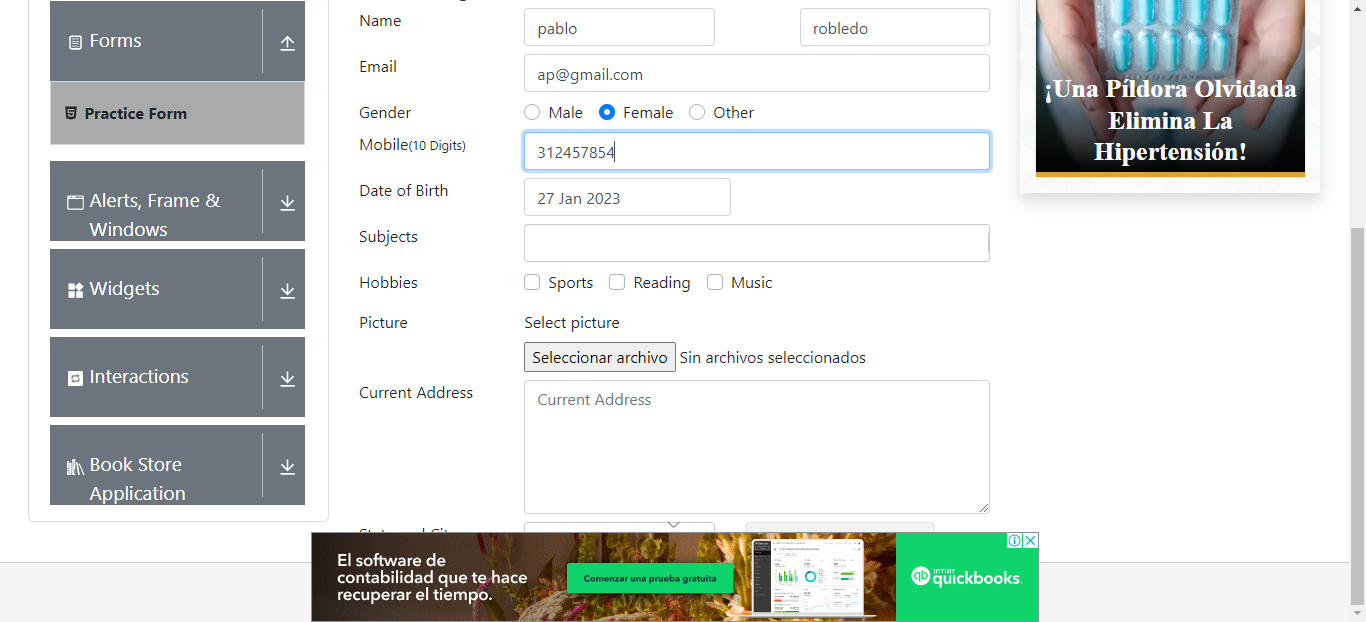 Forms
Practice Form
Alerts, Frame &
Windows
Widgets
Interactions
Book Store
Application
Name
pablo
robledo
Email
ap@gmail.com
Gender
Male
Female
Other
Mobile(10 Digits)
312457854
Date of Birth
27 Jan 2023
Subjects
Hobbies
Sports
Reading
Music
Picture
Select picture
Seleccionar archivo
Sin archivos seleccionados
Current Address
Current Address
¡Una Píldora Olvidada
Elimina La
Hipertensión!
El software de
contabilidad que te hace
recuperar el tiempo.
Comenzar una prueba gratuita
INTUIT
quickbooks.